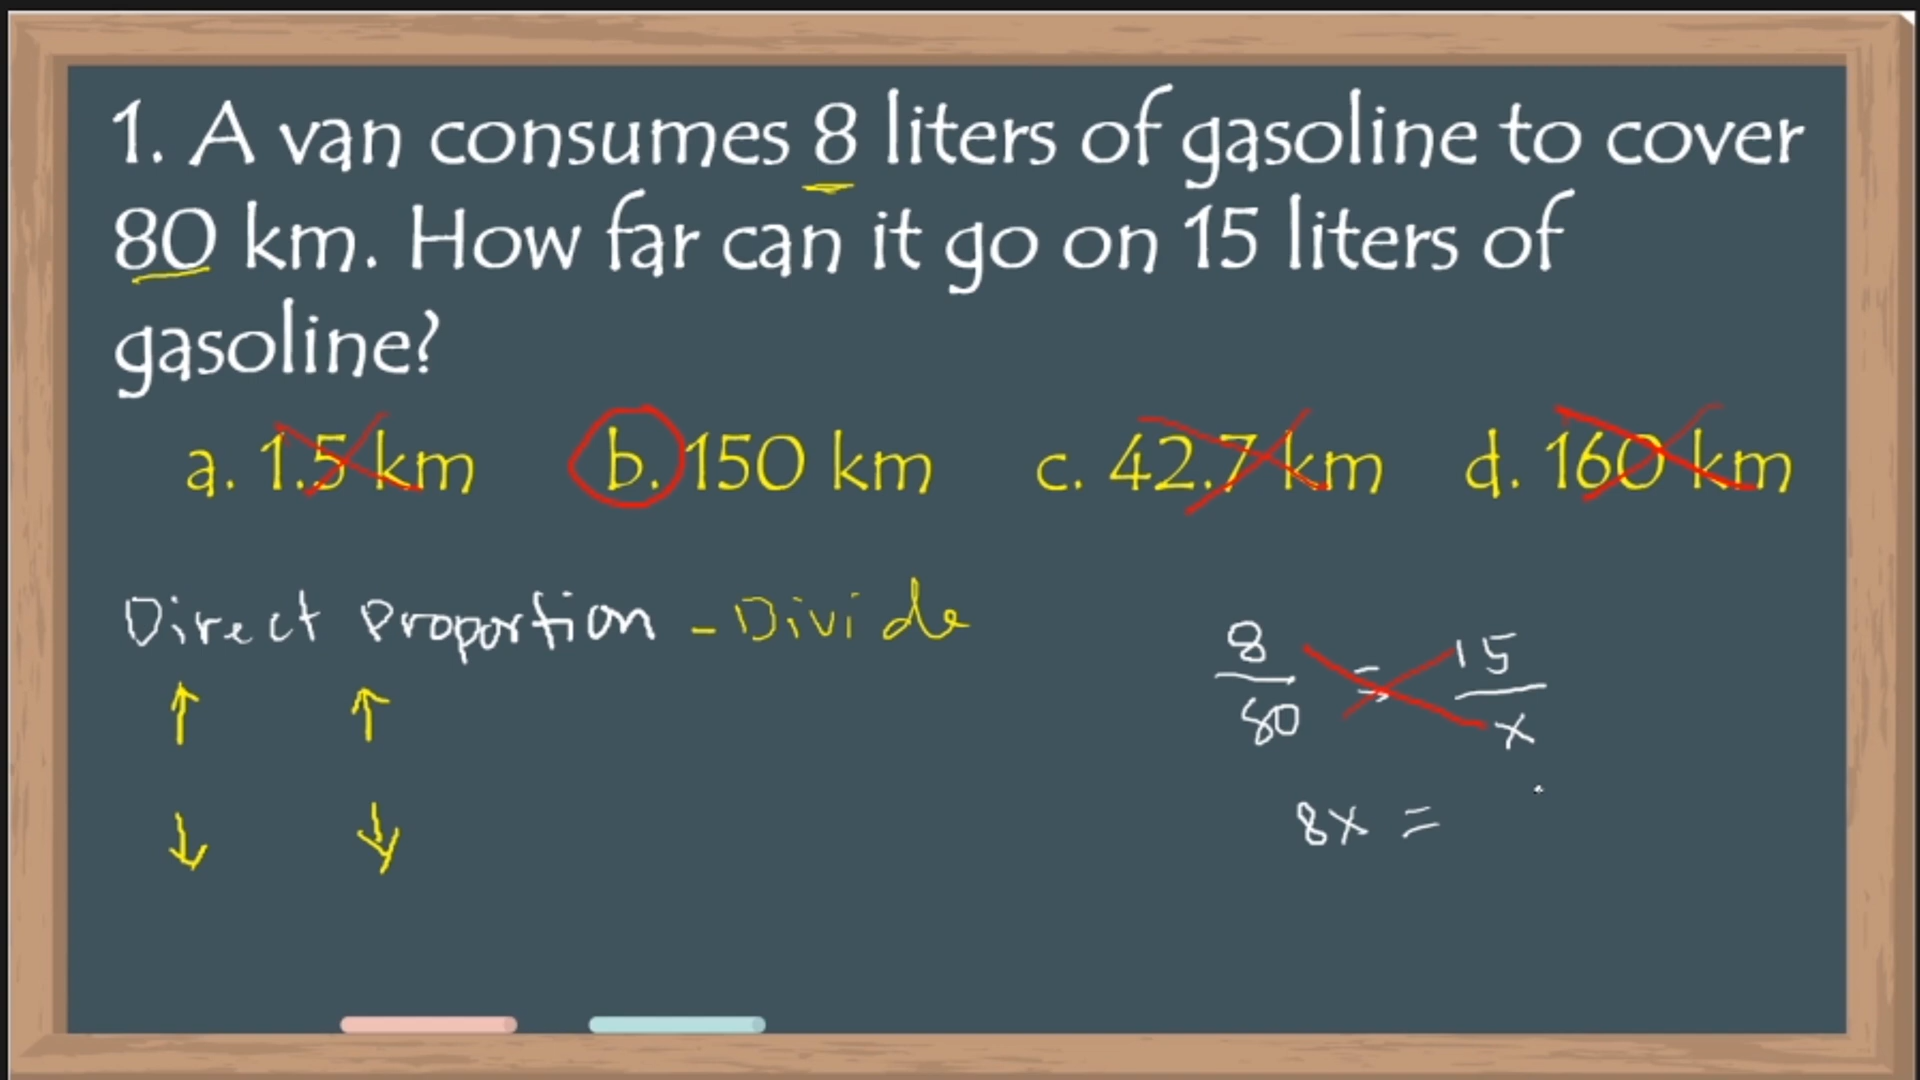 1. A van consumes 8 liters of gasoline to cover
80 km. How far can it go on 15 liters of
gasoline?
a. 1.5 km b. 150 km c. 42.7 km d. 160 km
Direct Proportion - Divide
8 = 15
80 x
8x =